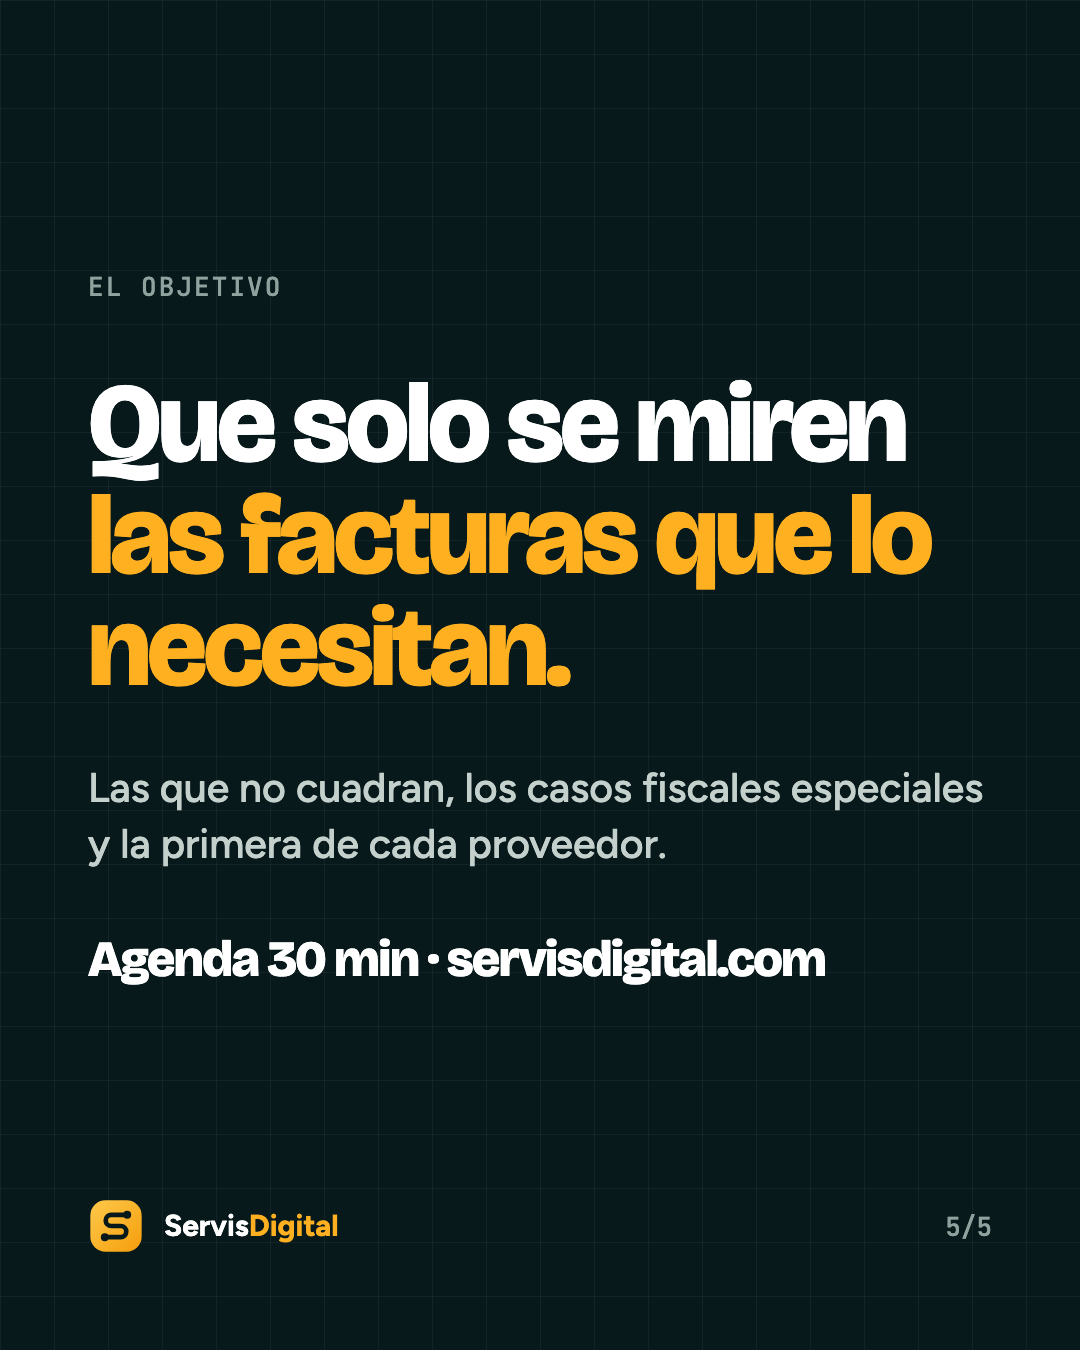 EL OBJETIVO
Que solo se miren
las facturas que lo
necesitan.
Las que no cuadran, los casos fiscales especiales
y la primera de cada proveedor.
Agenda 30 min · servisdigital.com
ServisDigital
5/5